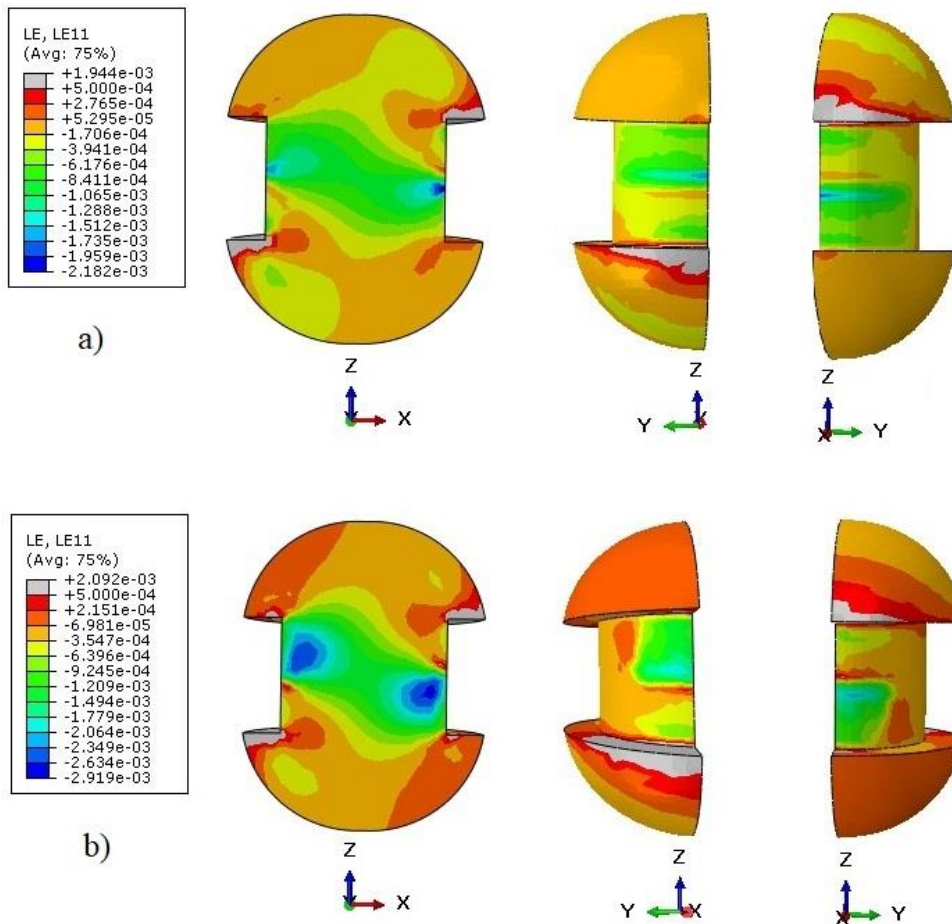 LE, LE11
(Avg: 75%)
+1.944e-03
+5.000e-04
+2.765e-04
+5.295e-05
-1.706e-04
-3.941e-04
-6.176e-04
-8.411e-04
-1.065e-03
-1.288e-03
-1.512e-03
-1.735e-03
-1.959e-03
-2.182e-03
a)
Z
X
Z
Y
Z
X Y
LE, LE11
(Avg: 75%)
+2.092e-03
+5.000e-04
+2.151e-04
-6.981e-05
-3.547e-04
-6.396e-04
-9.245e-04
-1.209e-03
-1.494e-03
-1.779e-03
-2.064e-03
-2.349e-03
-2.634e-03
-2.919e-03
b)
Z
X
Z
Y X
Z
X Y